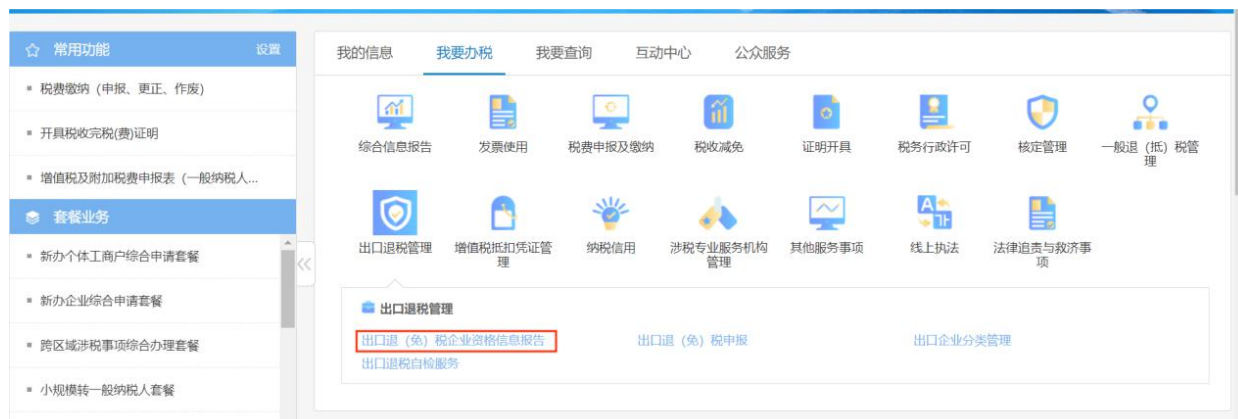 常用功能 设置
税费缴纳（申报、更正、作废）
开具税收完税(费)证明
增值税及附加税费申报表（一般纳税人...
套餐业务
新办个体工商户综合申请套餐
新办企业综合申请套餐
跨区域涉税事项综合办理套餐
小规模转一般纳税人套餐
我的信息 我要办税 我要查询 互动中心 公众服务
综合信息报告 发票使用 税费申报及缴纳 税收减免 证明开具 税务行政许可 核定管理 一般退（抵）税管
理
出口退税管理 增值税抵扣凭证管 纳税信用 涉税专业服务机构 其他服务事项 线上执法 法律追责与救济事
理 管理 项
出口退税管理
出口退（免）税企业资格信息报告 出口退（免）税申报 出口企业分类管理
出口退税自检服务